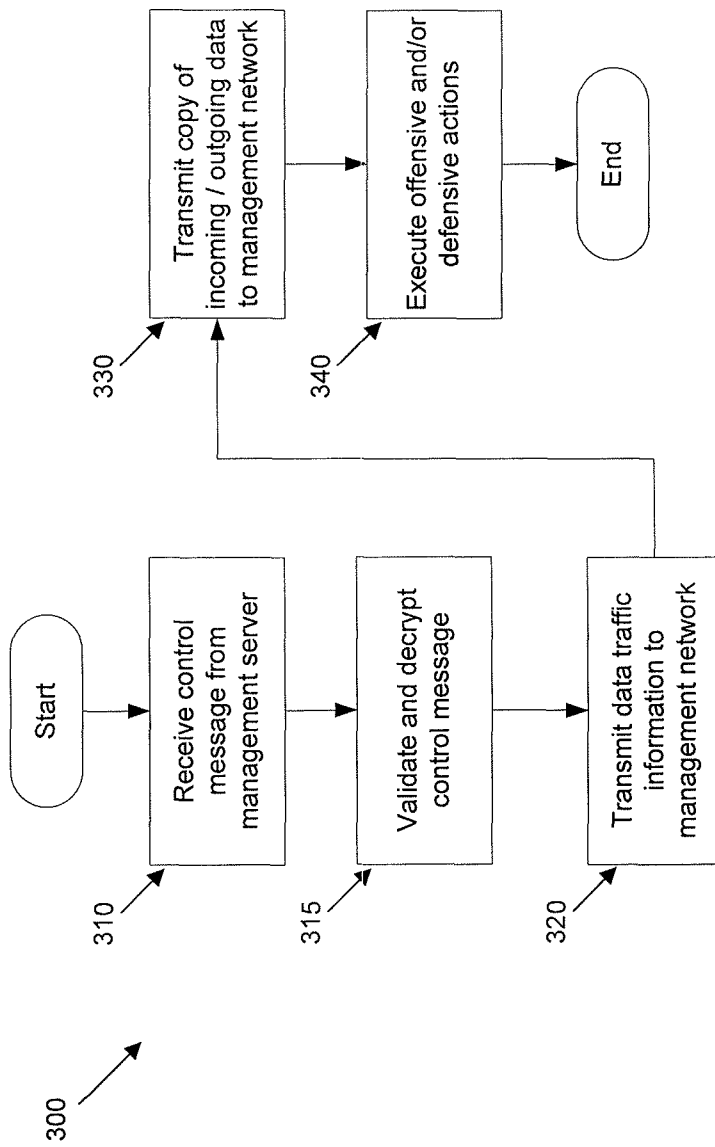 300
Start
310
Receive control
message from
management server
315
Validate and decrypt
control message
320
Transmit data traffic
information to
management network
330
Transmit copy of
incoming / outgoing data
to management network
340
Execute offensive and/or
defensive actions
End